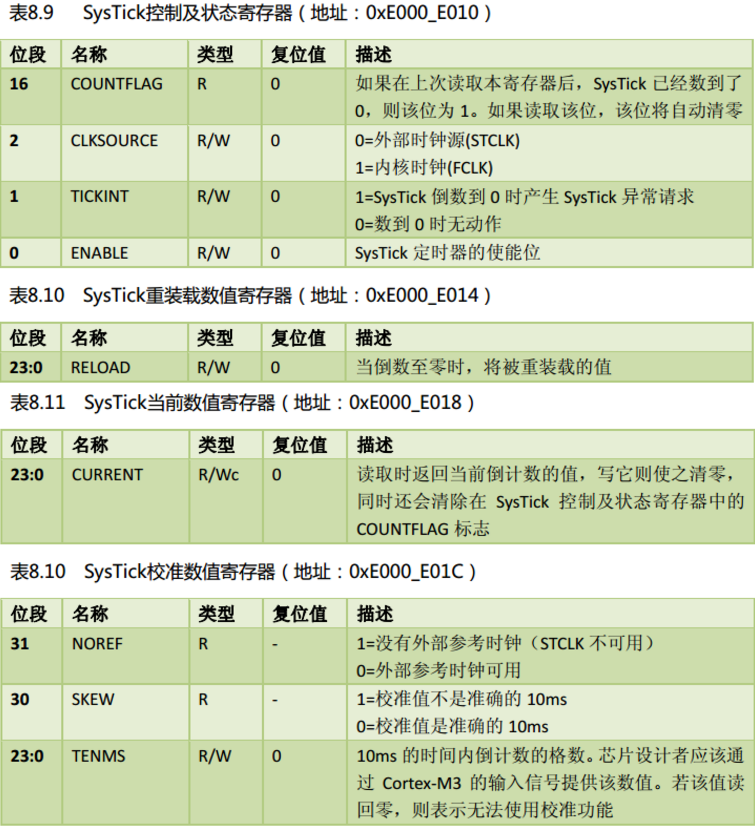 表8.9 SysTick控制及状态寄存器（地址：0xE000_E010）
位段 名称 类型 复位值 描述
16 COUNTFLAG R 0 如果在上次读取本寄存器后，SysTick 已经数到了
0，则该位为 1。如果读取该位，该位将自动清零
2 CLKSOURCE R/W 0 0=外部时钟源(STCLK)
1=内核时钟(FCLK)
1 TICKINT R/W 0 1=SysTick 倒数到 0 时产生 SysTick 异常请求
0=数到 0 时无动作
0 ENABLE R/W 0 SysTick 定时器的使能位
表8.10 SysTick重装载数值寄存器（地址：0xE000_E014）
位段 名称 类型 复位值 描述
23:0 RELOAD R/W 0 当倒数至零时，将被重装载的值
表8.11 SysTick当前数值寄存器（地址：0xE000_E018）
位段 名称 类型 复位值 描述
23:0 CURRENT R/Wc 0 读取时返回当前倒计数的值，写它则使之清零，
同时还会清除在 SysTick 控制及状态寄存器中的
COUNTFLAG 标志
表8.10 SysTick校准数值寄存器（地址：0xE000_E01C）
位段 名称 类型 复位值 描述
31 NOREF R - 1=没有外部参考时钟（STCLK 不可用）
0=外部参考时钟可用
30 SKEW R - 1=校准值不是准确的 10ms
0=校准值是准确的 10ms
23:0 TENMS R/W 0 10ms 的时间内倒计数的格数。芯片设计者应该通
过 Cortex-M3 的输入信号提供该数值。若该值读
回零，则表示无法使用校准功能